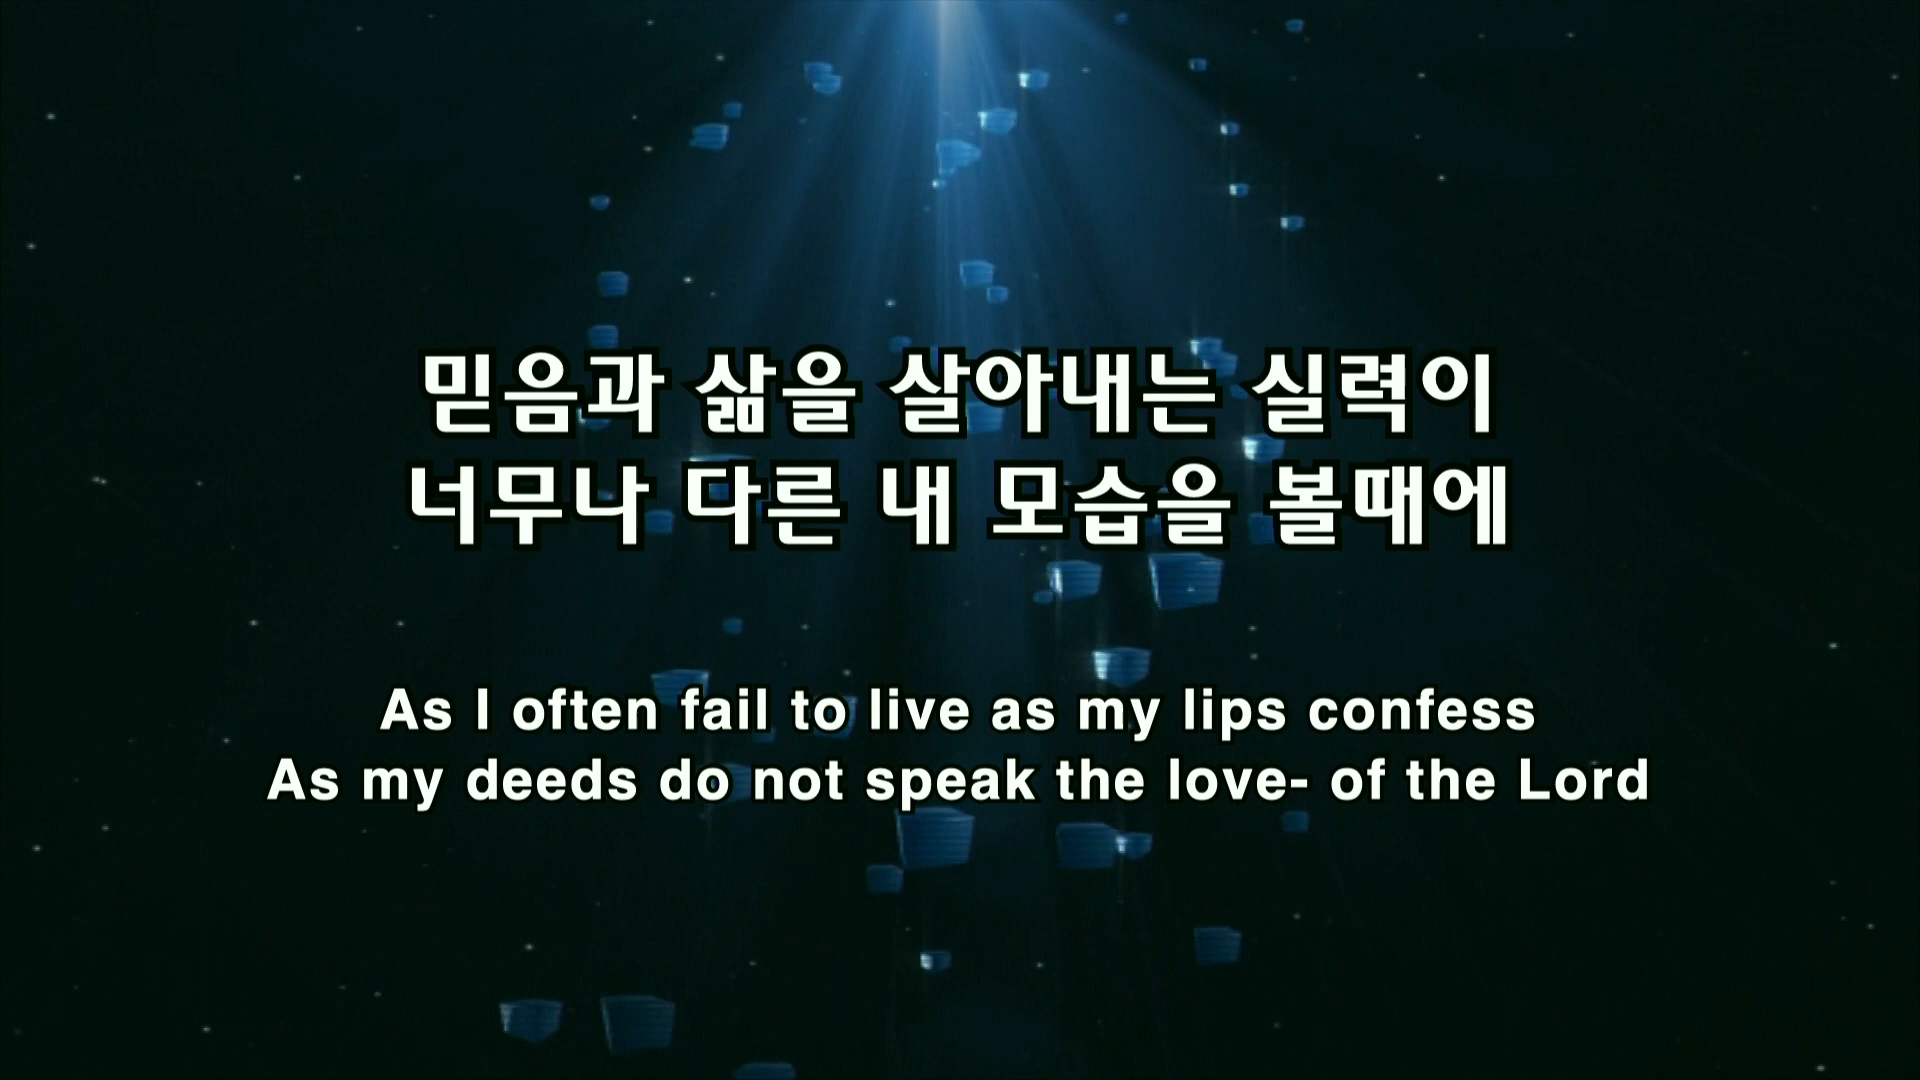 믿음과 삶을 살아내는 실력이
너무나 다른 내 모습을 볼때에
As I often fail to live as my lips confess
As my deeds do not speak the love- of the Lord